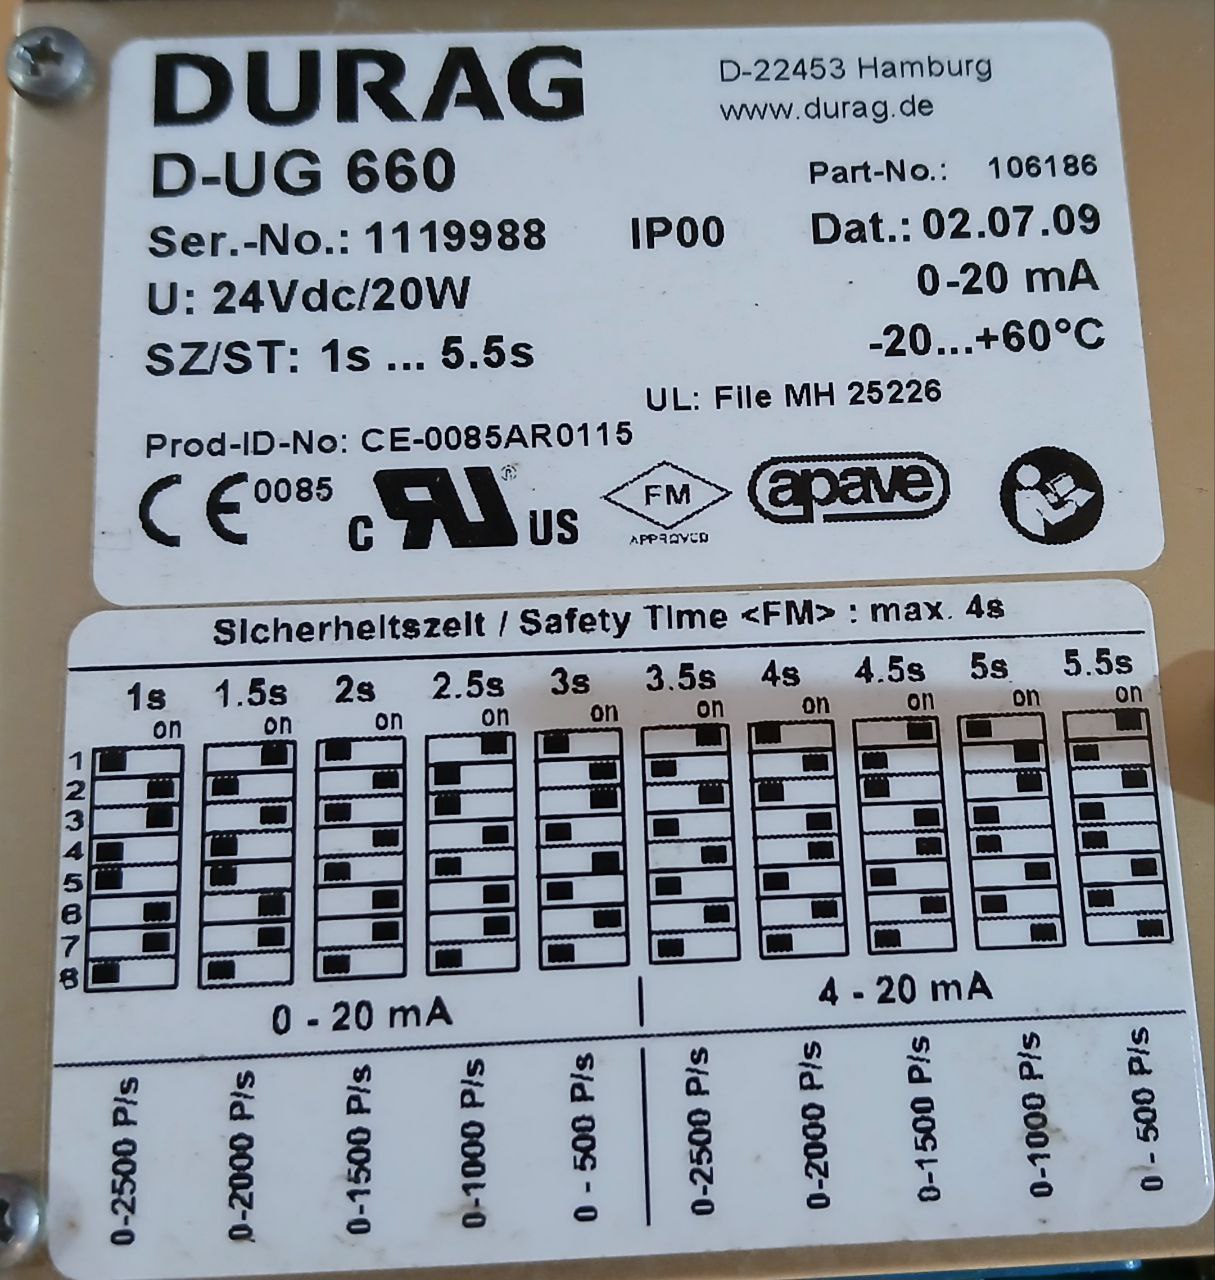 DURAG
D-22453 Hamburg
www.durag.de
D-UG 660
Part-No.: 106186
Ser.-No.: 1119988 IP00 Dat.: 02.07.09
U: 24Vdc/20W 0-20 mA
SZ/ST: 1s ... 5.5s -20...+60°C
UL: File MH 25226
Prod-ID-No: CE-0085AR0115
CE 0085 c RU ® US FM APPROVED apave
Sicherheitszeit / Safety Time <FM> : max. 4s
1s 1.5s 2s 2.5s 3s 3.5s 4s 4.5s 5s 5.5s
on on on on on on on on on on
1
2
3
4
5
6
7
8
0 - 20 mA 4 - 20 mA
0-2500 P/s
0-2000 P/s
0-1500 P/s
0-1000 P/s
0 - 500 P/s
0-2500 P/s
0-2000 P/s
0-1500 P/s
0-1000 P/s
0 - 500 P/s